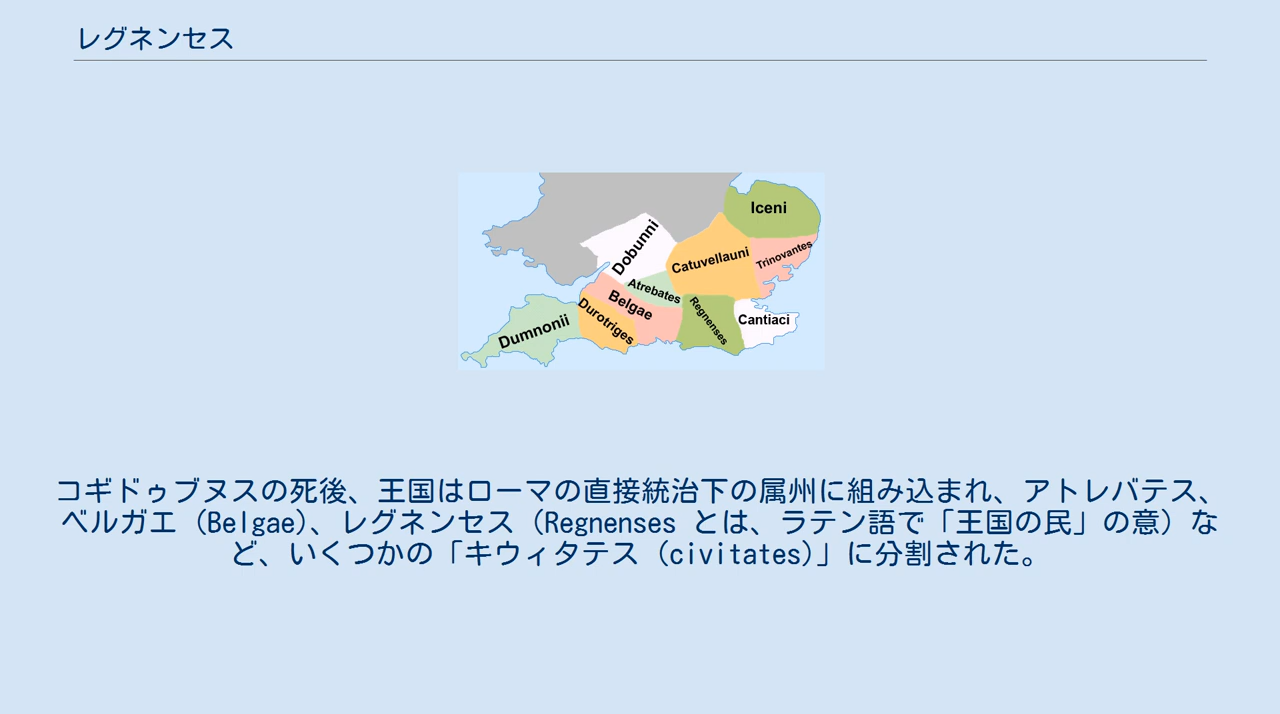 レグネンセス
Iceni
Dobunni
Catuvellauni
Trinovantes
Atrebates
Belgae
Regnenses
Cantiaci
Durotriges
Dumnonii
コギドゥブヌスの死後、王国はローマの直接統治下の属州に組み込まれ、アトレバテス、
ベルガエ（Belgae）、レグネンセス（Regnenses とは、ラテン語で「王国の民」の意）な
ど、いくつかの「キウィタテス（civitates）」に分割された。